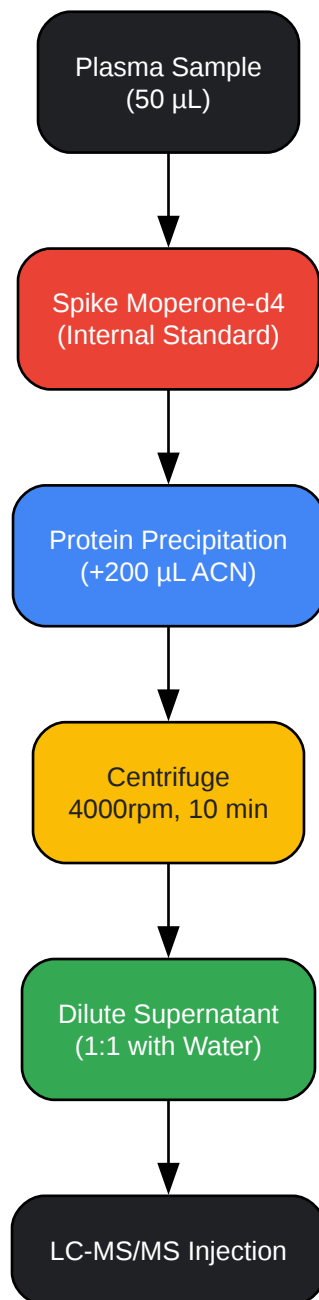 Plasma Sample
(50 µL)
Spike Moperone-d4
(Internal Standard)
Protein Precipitation
(+200 µL ACN)
Centrifuge
4000rpm, 10 min
Dilute Supernatant
(1:1 with Water)
LC-MS/MS Injection